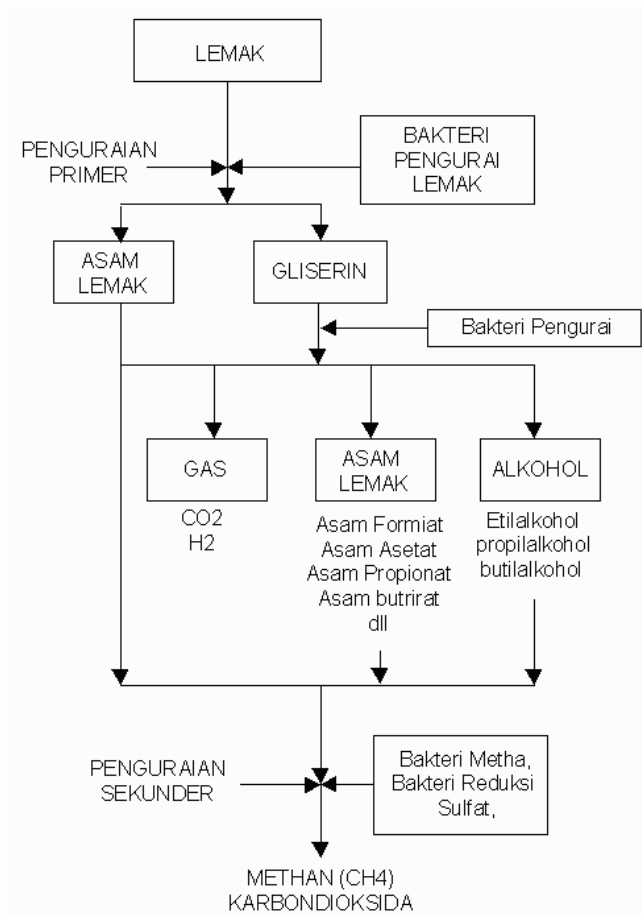 LEMAK
PENGURAIAN
PRIMER
BAKTERI
PENGURAI
LEMAK
ASAM
LEMAK
GLISERIN
Bakteri Pengurai
GAS
CO2
H2
ASAM
LEMAK
Asam Formiat
Asam Asetat
Asam Propionat
Asam butrirat
dll
ALKOHOL
Etilalkohol
propilalkohol
butilalkohol
PENGURAIAN
SEKUNDER
Bakteri Metha,
Bakteri Reduksi
Sulfat,
METHAN (CH4)
KARBONDIOKSIDA